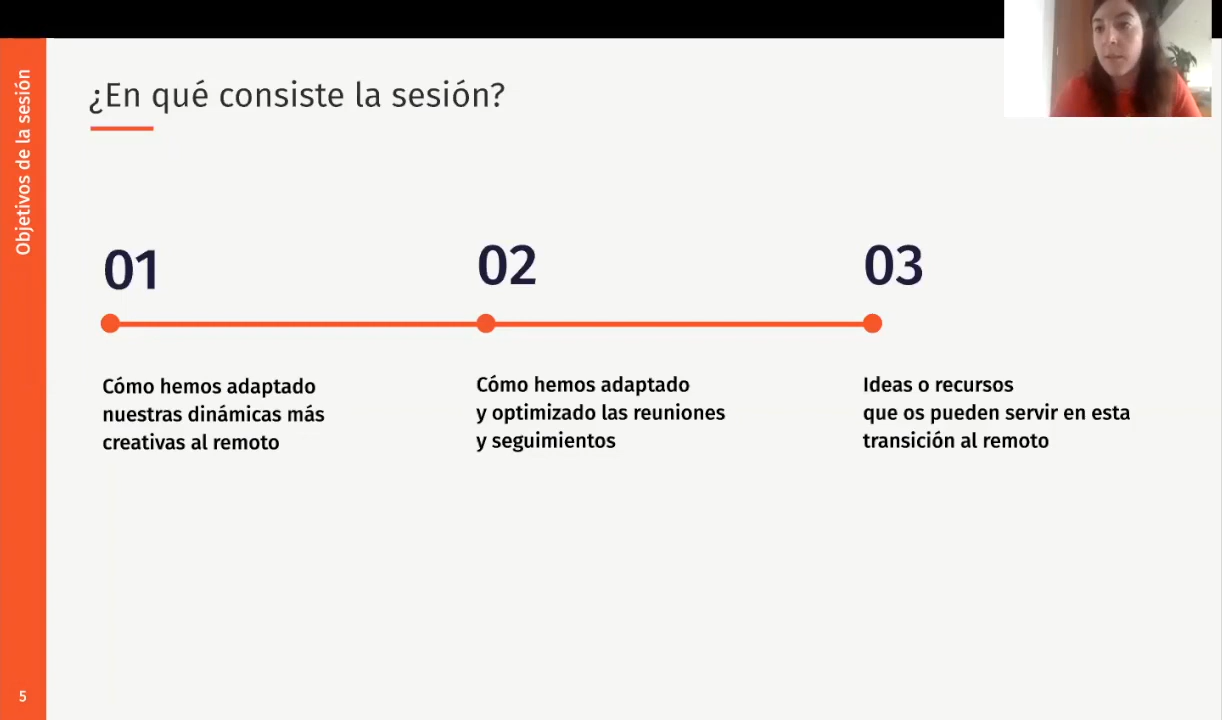 Objetivos de la sesión
¿En qué consiste la sesión?
01
Cómo hemos adaptado
nuestras dinámicas más
creativas al remoto
02
Cómo hemos adaptado
y optimizado las reuniones
y seguimientos
03
Ideas o recursos
que os pueden servir en esta
transición al remoto
5